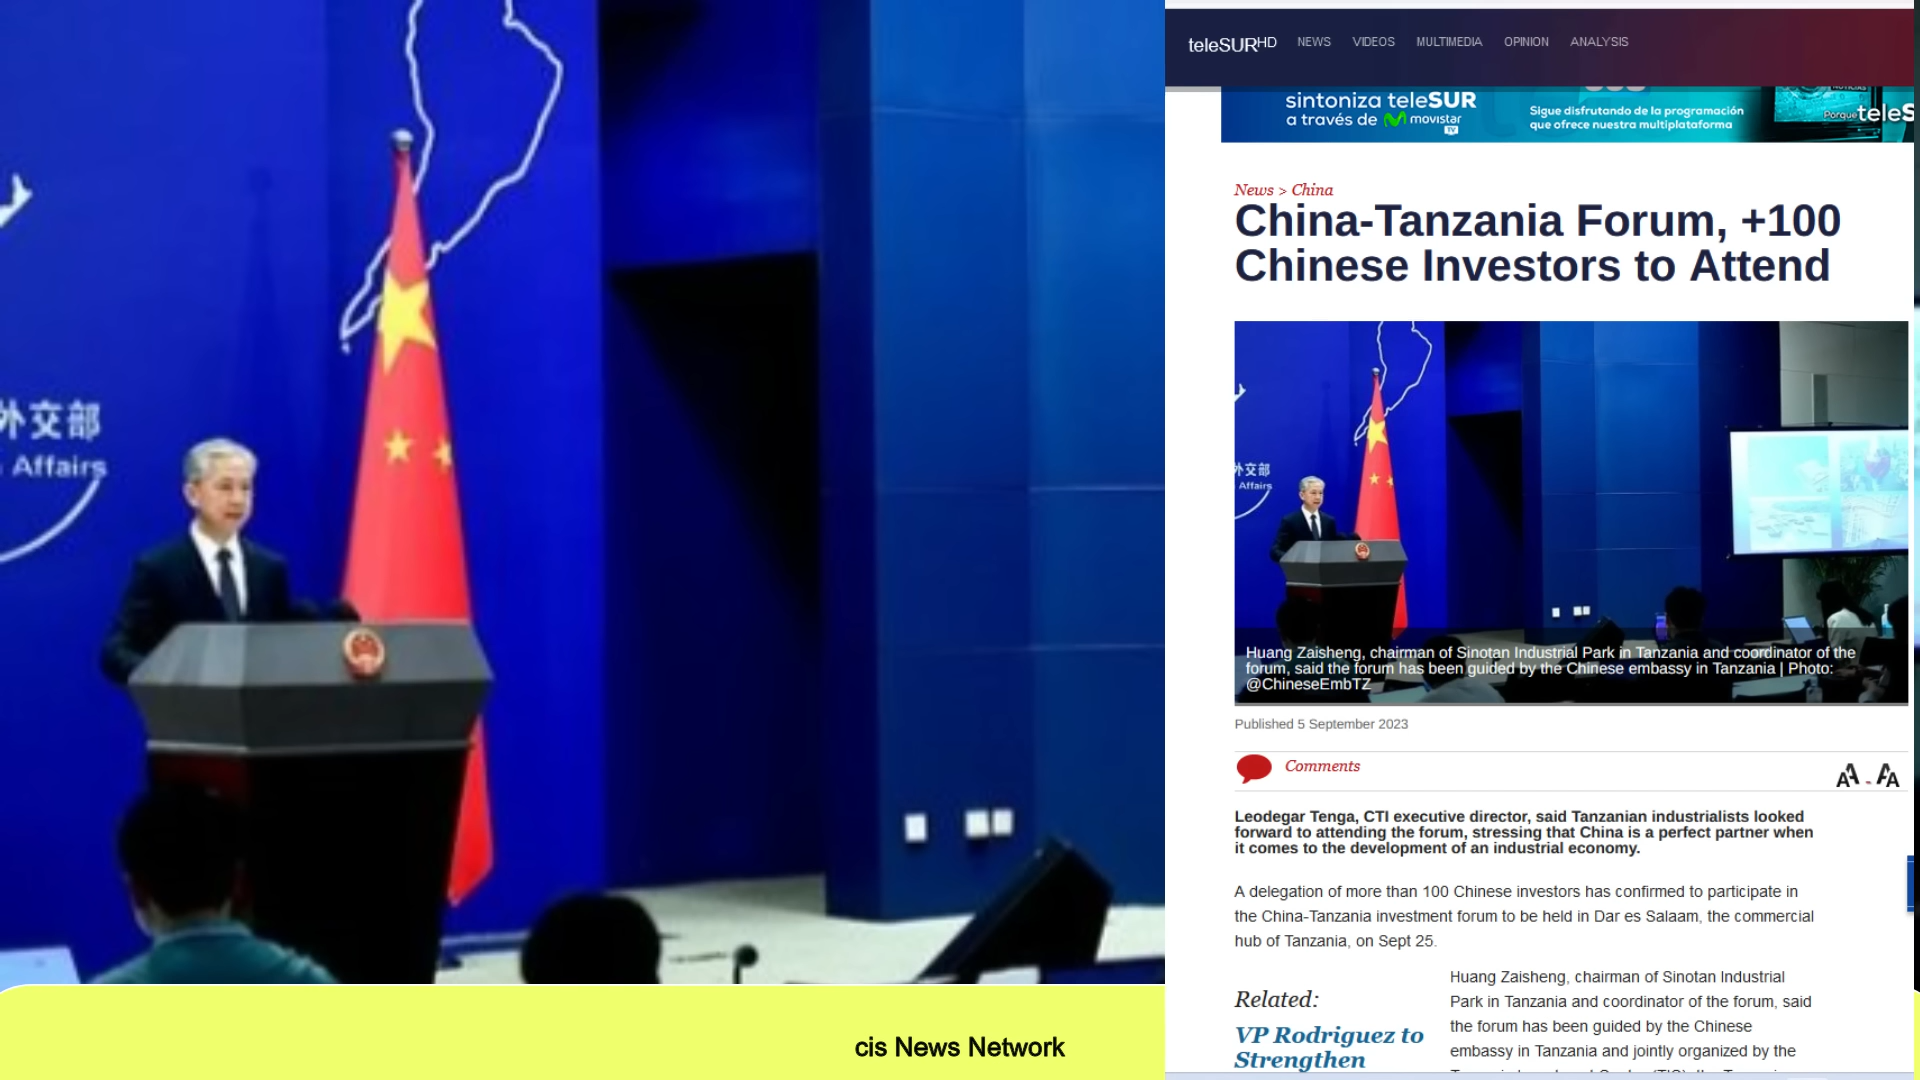 外交部
Affairs
cis News Network
teleSURHD NEWS VIDEOS MULTIMEDIA OPINION ANALYSIS
sintoniza teleSUR
a través de movistar
TV
Sigue disfrutando de la programación
que ofrece nuestra multiplataforma
Porque teleS
News > China
China-Tanzania Forum, +100
Chinese Investors to Attend
外交部
Affairs
Huang Zaisheng, chairman of Sinotan Industrial Park in Tanzania and coordinator of the
forum, said the forum has been guided by the Chinese embassy in Tanzania | Photo:
@ChineseEmbTZ
Published 5 September 2023
Comments
AA - AA
Leodegar Tenga, CTI executive director, said Tanzanian industrialists looked
forward to attending the forum, stressing that China is a perfect partner when
it comes to the development of an industrial economy.
A delegation of more than 100 Chinese investors has confirmed to participate in
the China-Tanzania investment forum to be held in Dar es Salaam, the commercial
hub of Tanzania, on Sept 25.
Related:
VP Rodriguez to
Strengthen
Huang Zaisheng, chairman of Sinotan Industrial
Park in Tanzania and coordinator of the forum, said
the forum has been guided by the Chinese
embassy in Tanzania and jointly organized by the